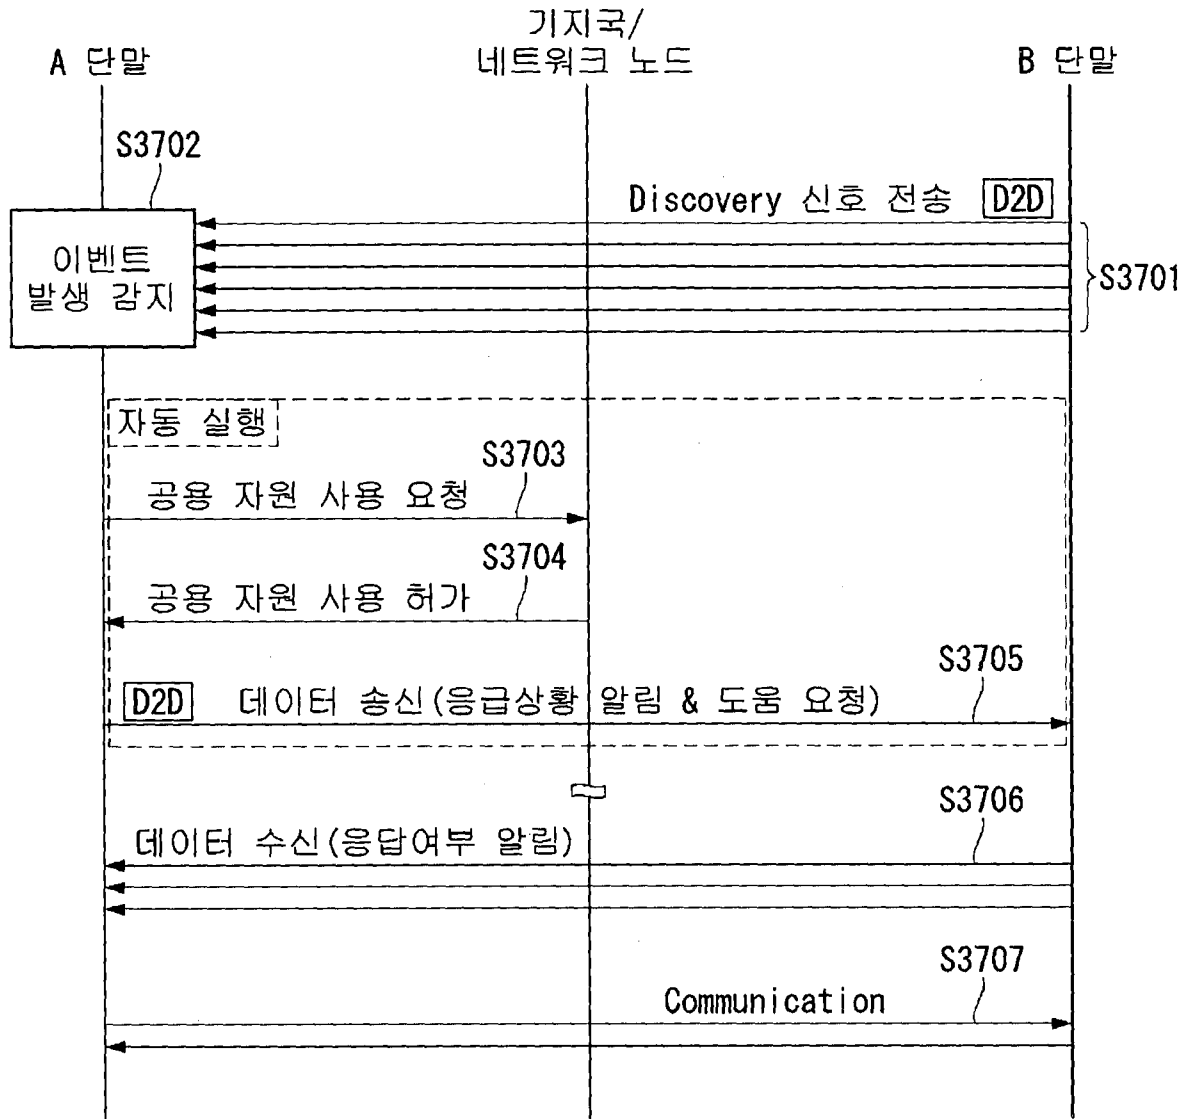 기지국/
A 단말
네트워크 노드
B 단말
S3702
Discovery 신호 전송 D2D
이벤트
발생 감지
S3701
자동 실행
S3703
공용 자원 사용 요청
S3704
공용 자원 사용 허가
S3705
D2D 데이터 송신(응급상황 알림 & 도움 요청)
S3706
데이터 수신(응답여부 알림)
S3707
Communication